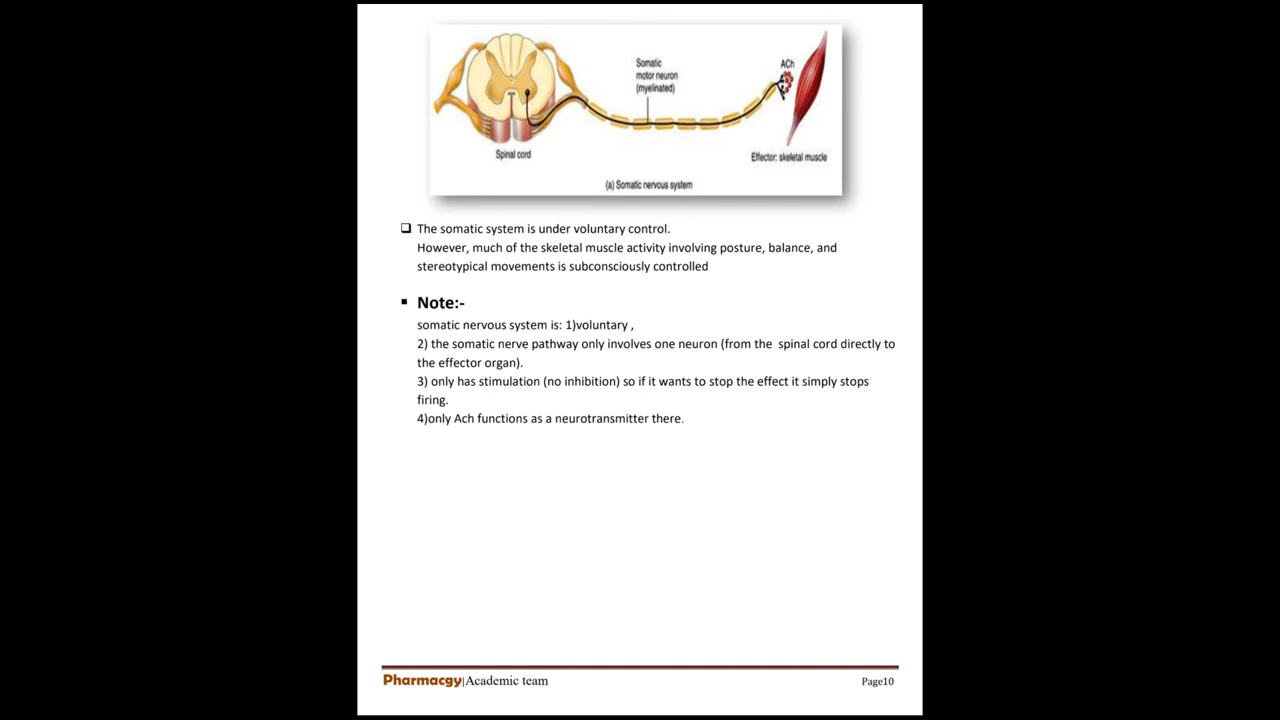 Somatic
motor neuron
(myelinated)
ACh
Spinal cord
Effector: skeletal muscle
(a) Somatic nervous system
The somatic system is under voluntary control.
However, much of the skeletal muscle activity involving posture, balance, and
stereotypical movements is subconsciously controlled
Note:-
somatic nervous system is: 1)voluntary ,
2) the somatic nerve pathway only involves one neuron (from the spinal cord directly to
the effector organ).
3) only has stimulation (no inhibition) so if it wants to stop the effect it simply stops
firing.
4)only Ach functions as a neurotransmitter there.
Pharmacgy|Academic team
Page10